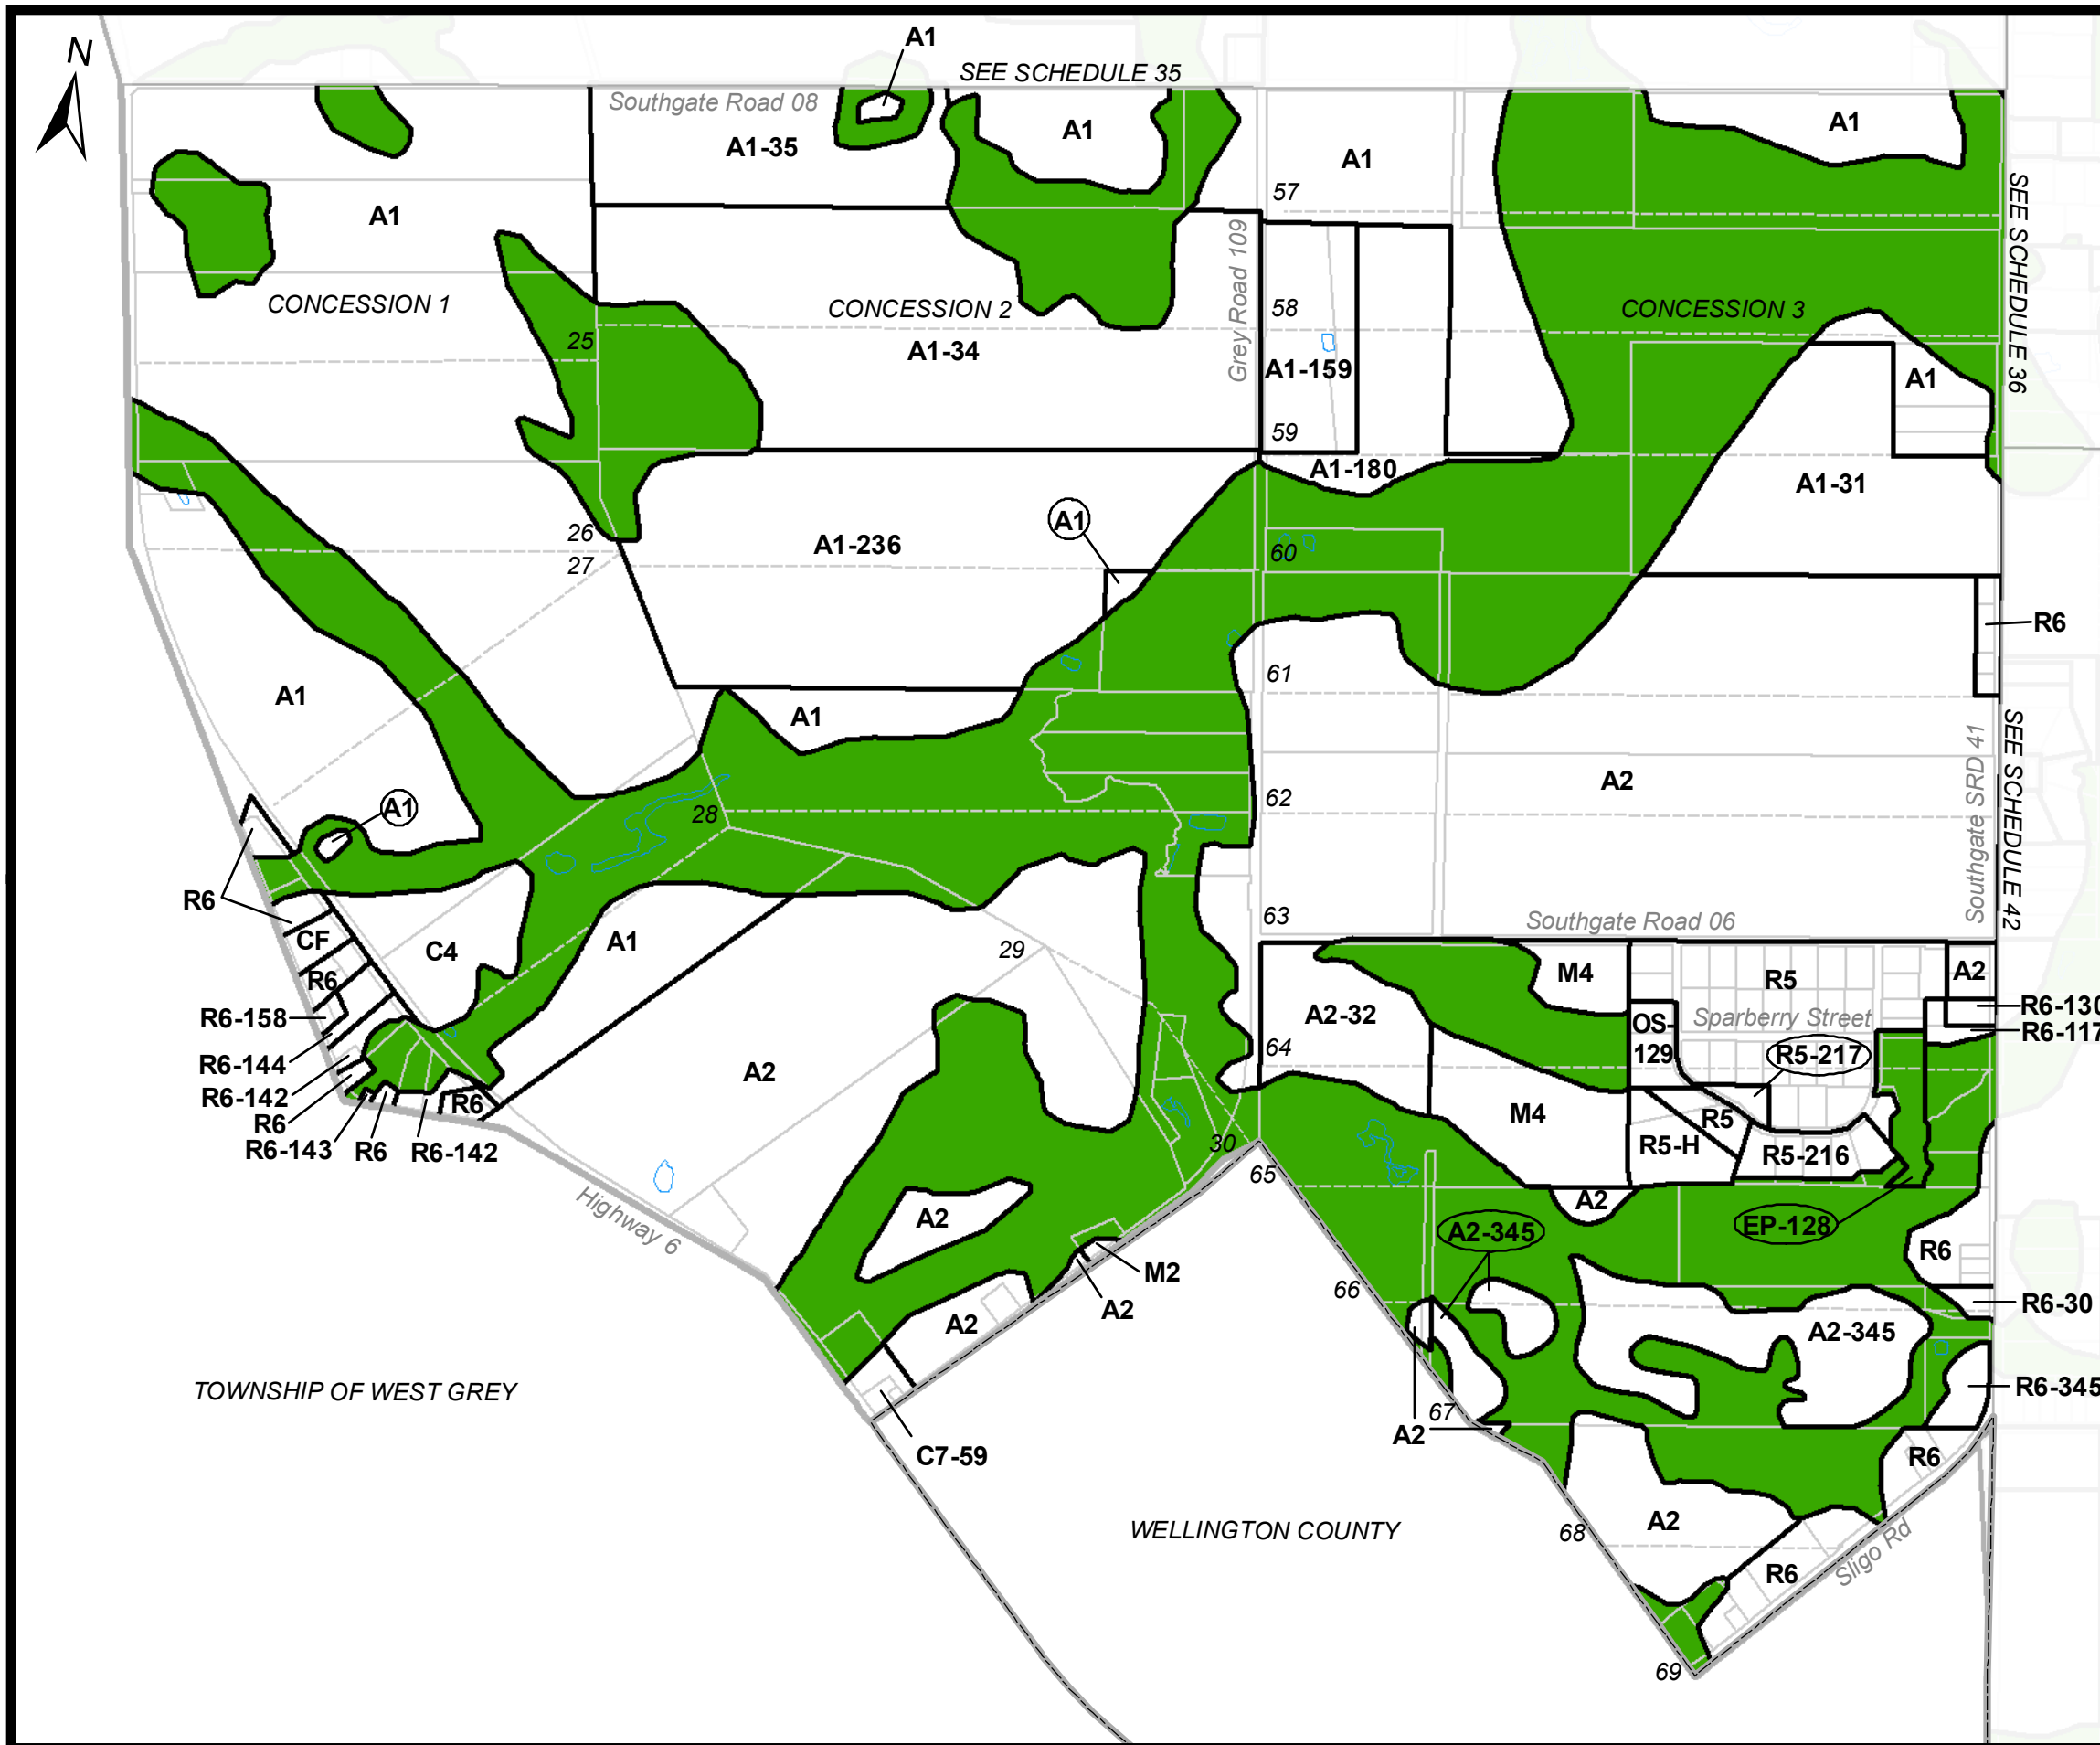 N
A1
SEE SCHEDULE 35
Southgate Road 08
A1-35
A1
A1
A1
57
A1
SEE SCHEDULE 36
CONCESSION 1
CONCESSION 2
CONCESSION 3
Grey Road 109
58
25
A1-34
A1-159
A1
59
A1-180
A1-31
A1
26
A1-236
60
27
R6
61
A1
A1
Southgate SRD 41
SEE SCHEDULE 42
A2
62
A1
28
R6
63
Southgate Road 06
CF
C4
A1
29
M4
R5
A2
R6
R6-158
A2-32
OS-
129
Sparberry Street
R6-130
R6-117
64
R5-217
R6-144
A2
R6-142
R6
R6
M4
R5
R6-143
R6
R6-142
30
R5-H
R5-216
65
Highway 6
A2
A2
A2-345
EP-128
R6
M2
66
A2
R6-30
A2
A2-345
TOWNSHIP OF WEST GREY
R6-345
67
A2
C7-59
R6
WELLINGTON COUNTY
68
A2
Sligo Rd
R6
69